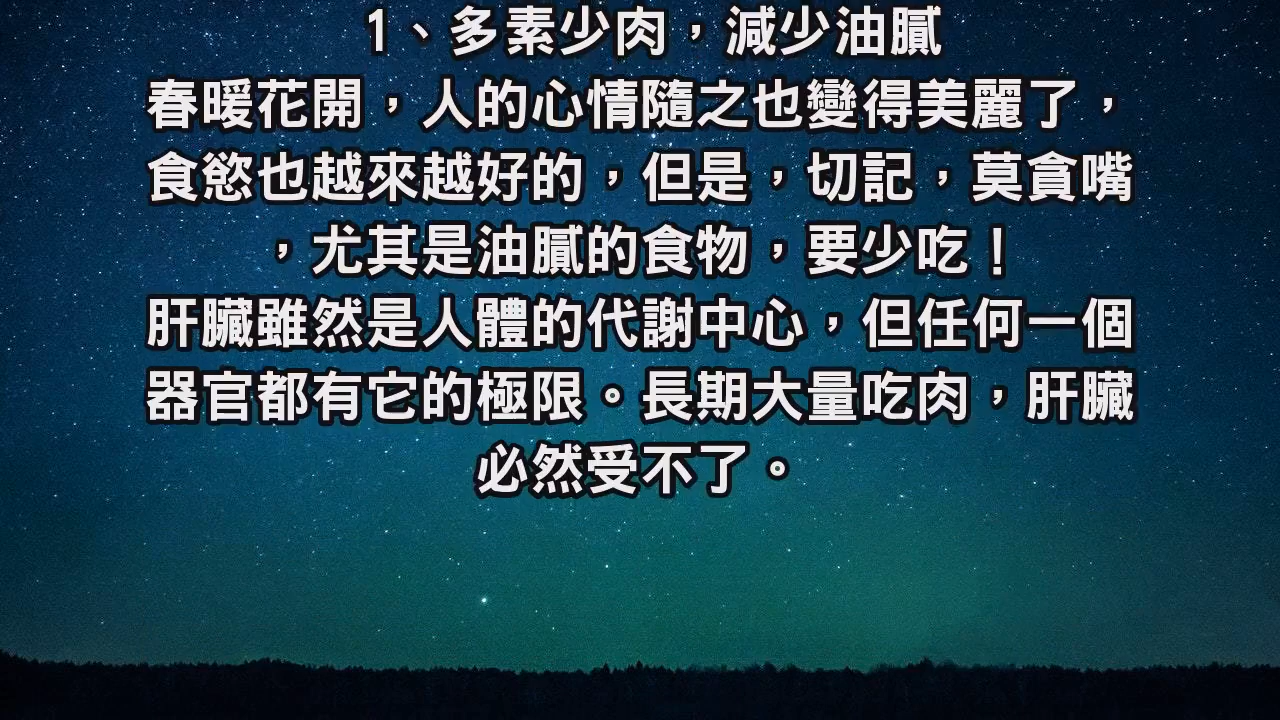 1、多素少肉，減少油膩
春暖花開，人的心情隨之也變得美麗了，
食慾也越來越好的，但是，切記，莫貪嘴
，尤其是油膩的食物，要少吃！
肝臟雖然是人體的代謝中心，但任何一個
器官都有它的極限。長期大量吃肉，肝臟
必然受不了。